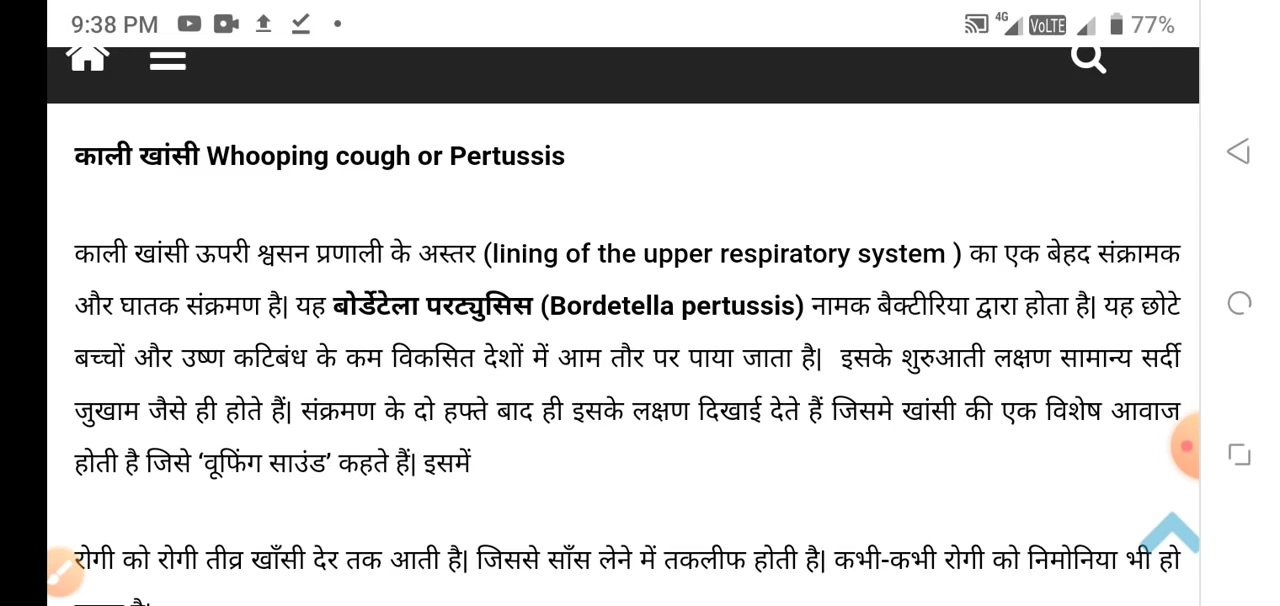 9:38 PM 4G VoLTE 77%
काली खांसी Whooping cough or Pertussis
काली खांसी ऊपरी श्वसन प्रणाली के अस्तर (lining of the upper respiratory system ) का एक बेहद संक्रामक
और घातक संक्रमण है| यह बोर्डेटेला परट्युसिस (Bordetella pertussis) नामक बैक्टीरिया द्वारा होता है| यह छोटे
बच्चों और उष्ण कटिबंध के कम विकसित देशों में आम तौर पर पाया जाता है| इसके शुरुआती लक्षण सामान्य सर्दी
जुखाम जैसे ही होते हैं| संक्रमण के दो हफ्ते बाद ही इसके लक्षण दिखाई देते हैं जिसमे खांसी की एक विशेष आवाज
होती है जिसे ‘वूफिंग साउंड’ कहते हैं| इसमें
रोगी को रोगी तीव्र खाँसी देर तक आती है| जिससे साँस लेने में तकलीफ होती है| कभी-कभी रोगी को निमोनिया भी हो